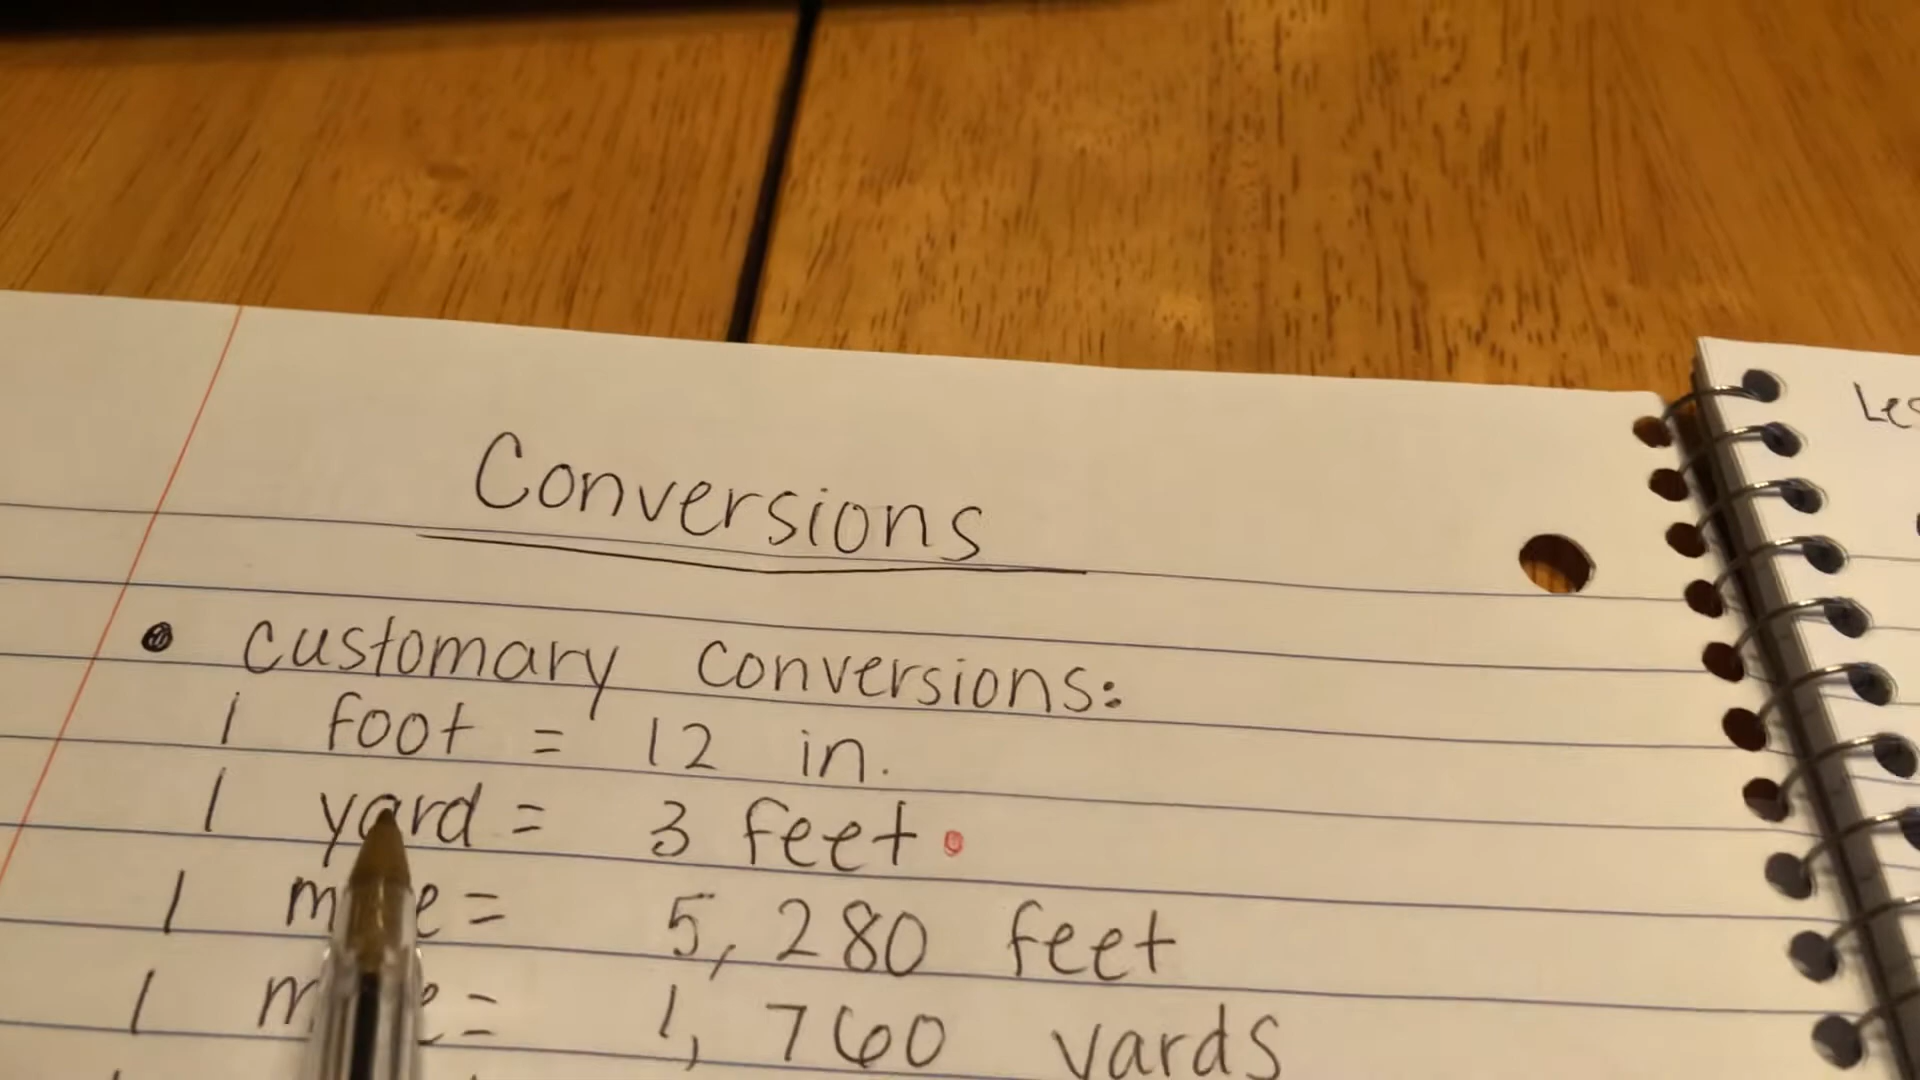 Conversions
• customary conversions:
1 foot = 12 in.
1 yard = 3 feet
1 = 5,280 feet
1 = 1,760 yards